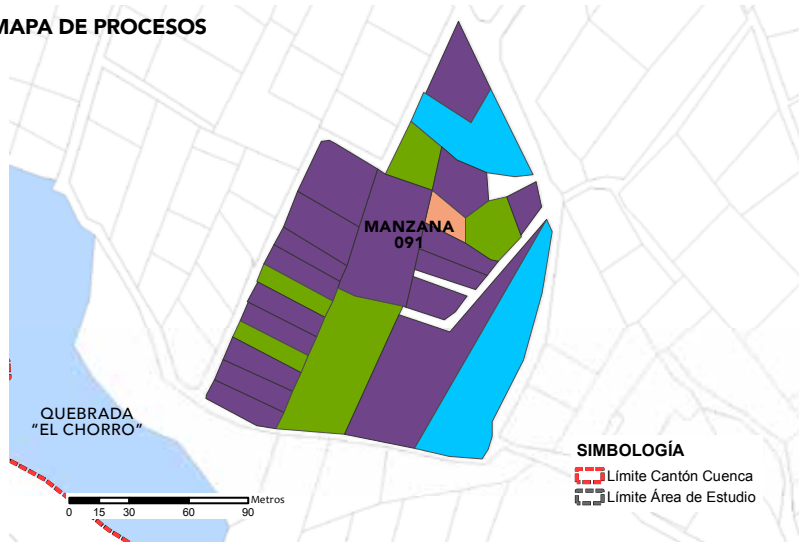 MAPA DE PROCESOS
MANZANA
091
QUEBRADA
"EL CHORRO"
SIMBOLOGÍA
Límite Cantón Cuenca
Límite Área de Estudio
Metros
0 15 30 60 90